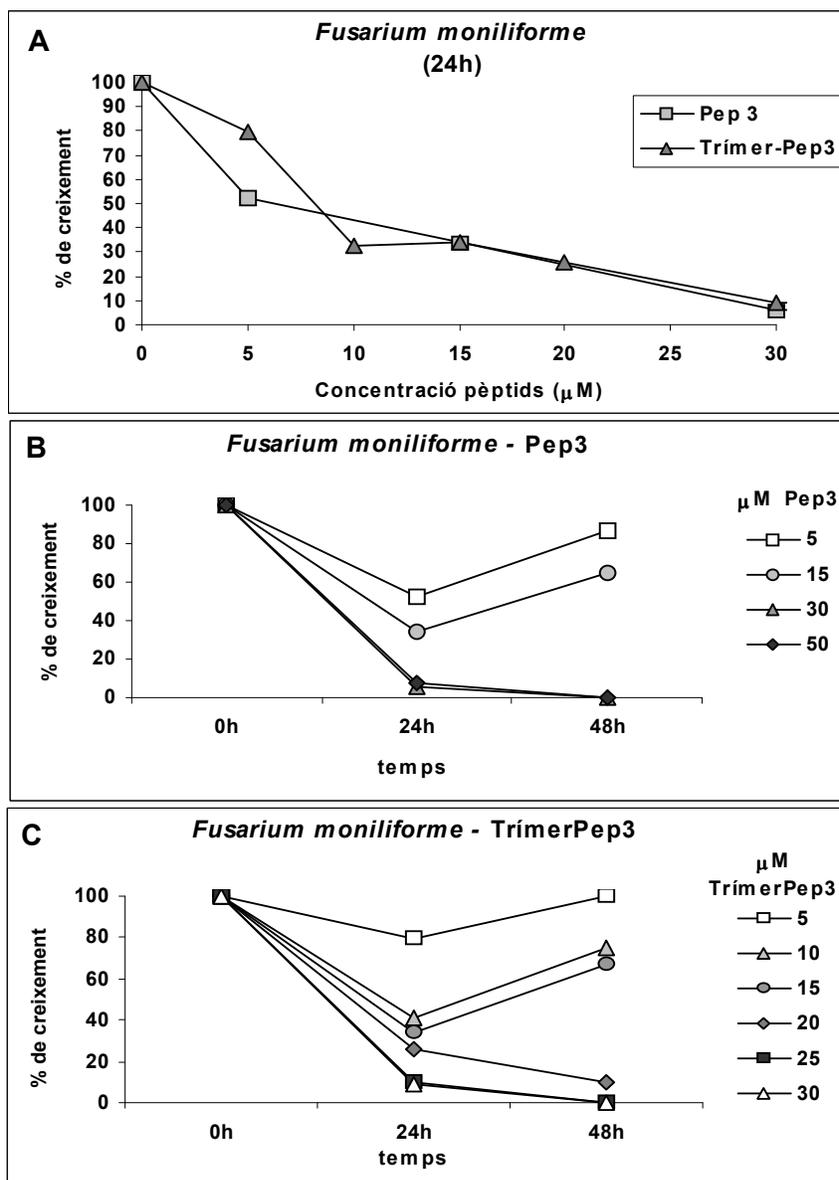 A
Fusarium moniliforme
(24h)
100
90
80
70
60
50
40
30
20
10
0
% de creixement
0 5 10 15 20 25 30
Concentració pèptids (μM)
Pep 3
Trímer-Pep3
B
Fusarium moniliforme - Pep3
100
80
60
40
20
0
% de creixement
0h 24h 48h
temps
μM Pep3
5
15
30
50
C
Fusarium moniliforme - TrímerPep3
100
80
60
40
20
0
% de creixement
0h 24h 48h
temps
μM
TrímerPep3
5
10
15
20
25
30